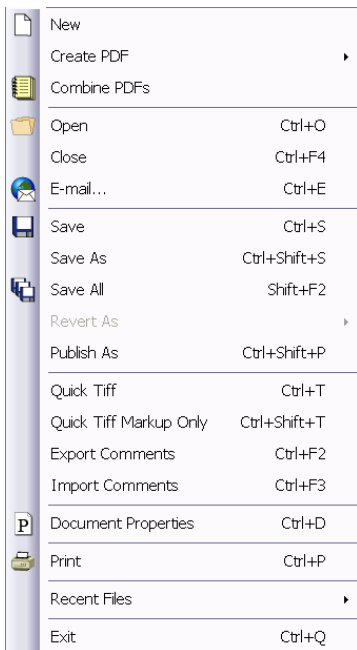 New
Create PDF
Combine PDFs
Open Ctrl+O
Close Ctrl+F4
E-mail... Ctrl+E
Save Ctrl+S
Save As Ctrl+Shift+S
Save All Shift+F2
Revert As
Publish As Ctrl+Shift+P
Quick Tiff Ctrl+T
Quick Tiff Markup Only Ctrl+Shift+T
Export Comments Ctrl+F2
Import Comments Ctrl+F3
P Document Properties Ctrl+D
Print Ctrl+P
Recent Files
Exit Ctrl+Q